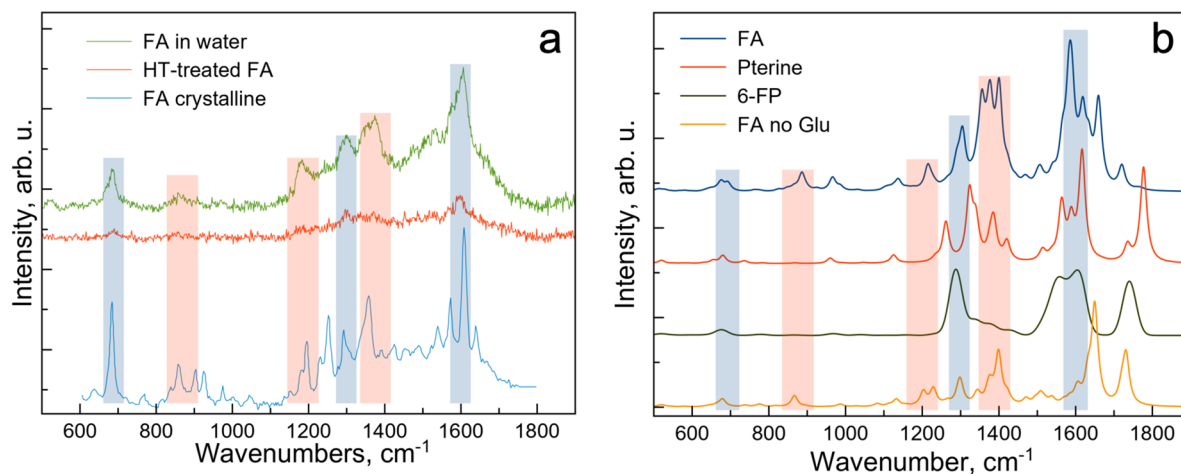 a
FA in water
HT-treated FA
FA crystalline
Intensity, arb. u.
600 800 1000 1200 1400 1600 1800
Wavenumbers, cm-1
b
FA
Pterine
6-FP
FA no Glu
Intensity, arb. u.
600 800 1000 1200 1400 1600 1800
Wavenumber, cm-1